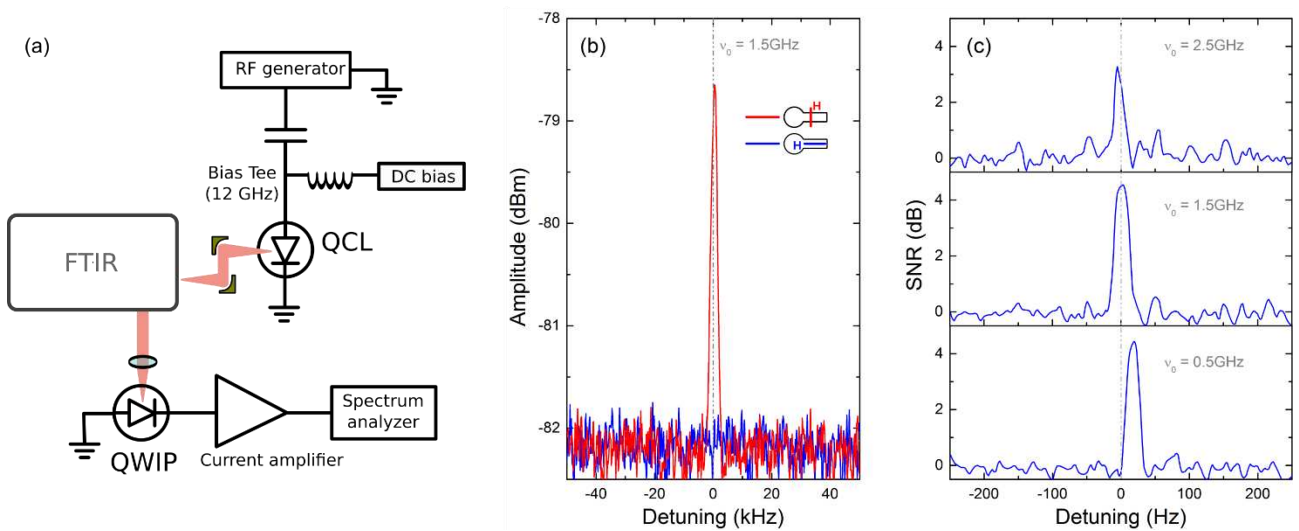 (a)
RF generator
Bias Tee
(12 GHz)
DC bias
QCL
FTIR
QWIP
Current amplifier
Spectrum
analyzer
(b)
ν₀ = 1.5GHz
H
H
-78
-79
-80
-81
-82
Amplitude (dBm)
-40 -20 0 20 40
Detuning (kHz)
(c)
ν₀ = 2.5GHz
4
2
0
ν₀ = 1.5GHz
4
2
0
ν₀ = 0.5GHz
4
2
0
SNR (dB)
-200 -100 0 100 200
Detuning (Hz)